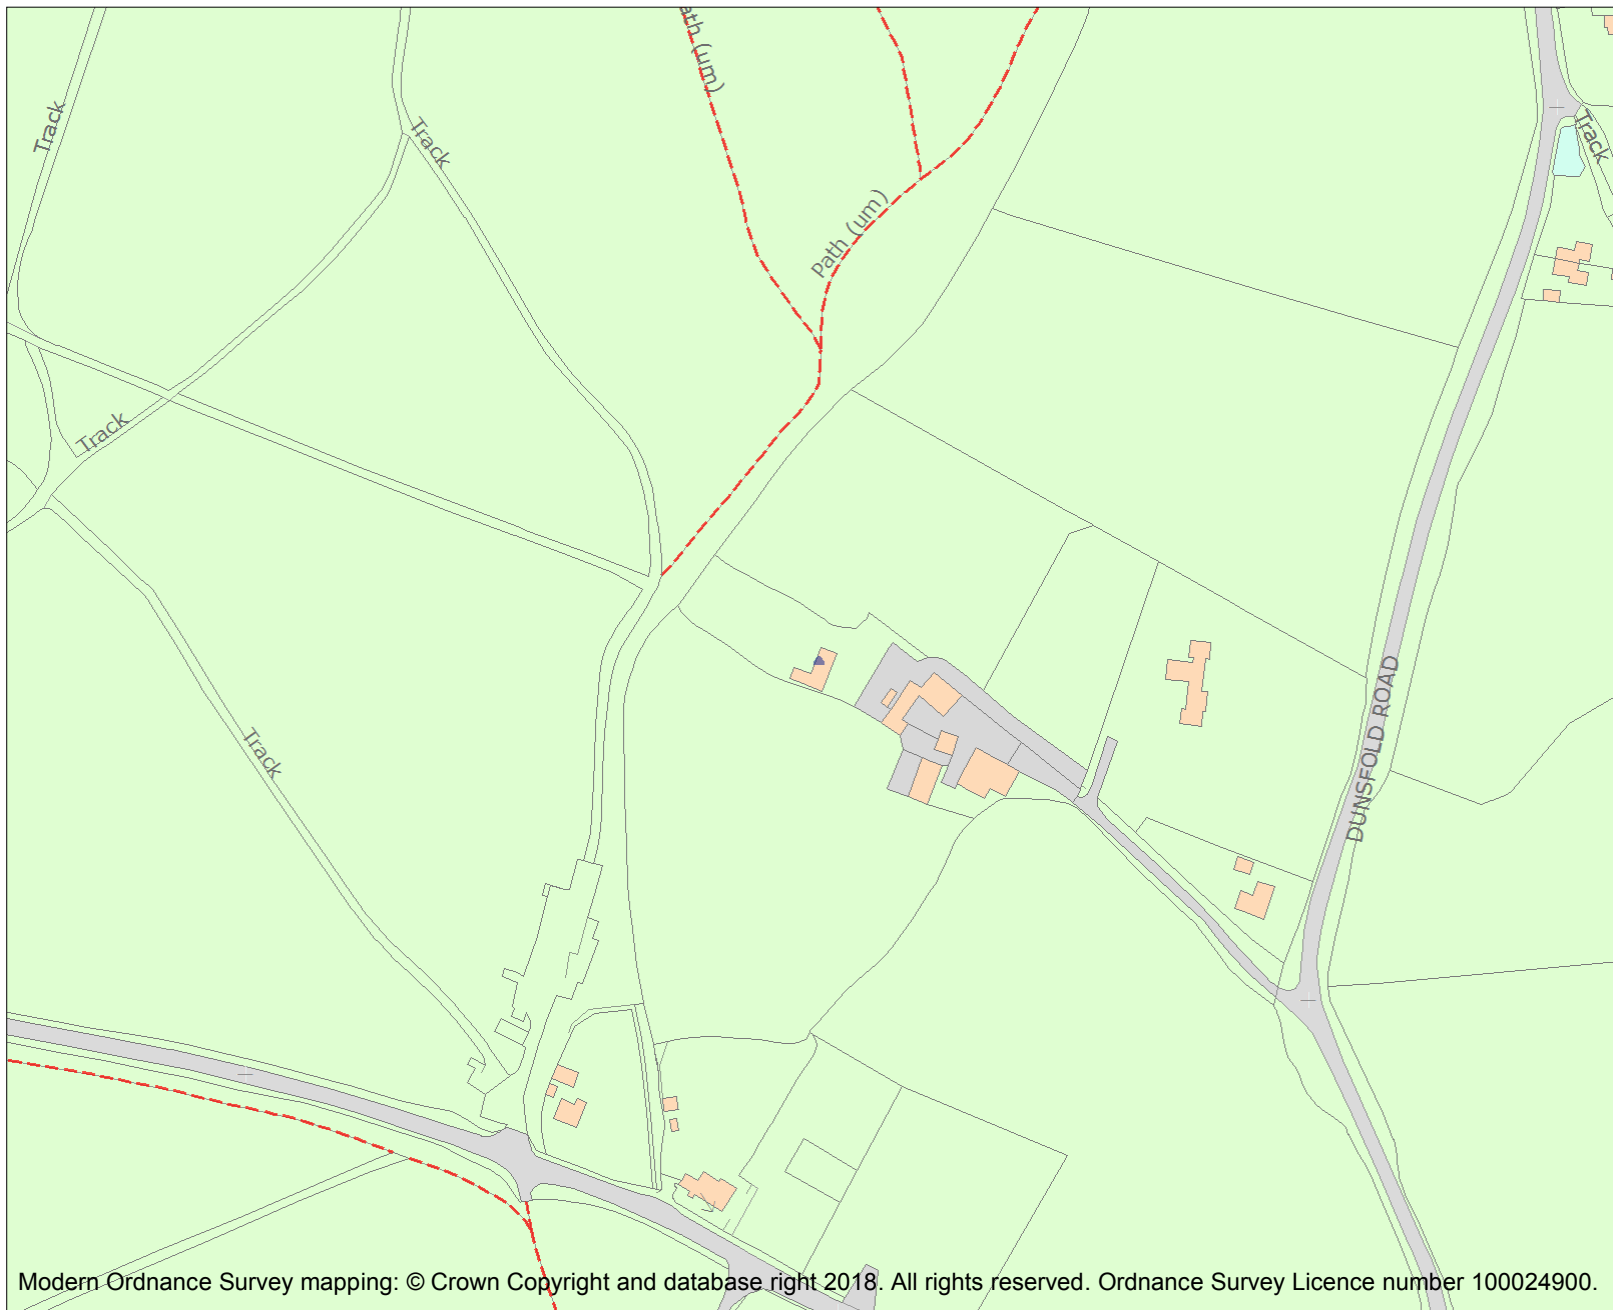 Track
Track
(um)
Track
Path (um)
Track
DUNSFOLD ROAD
Track
Modern Ordnance Survey mapping: © Crown Copyright and database right 2018. All rights reserved. Ordnance Survey Licence number 100024900.